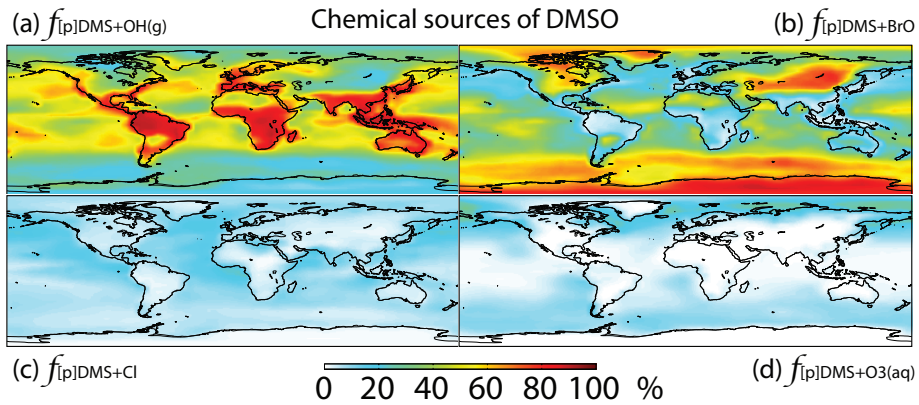 (a) f[p]DMS+OH(g) Chemical sources of DMSO (b) f[p]DMS+BrO
(c) f[p]DMS+Cl 0 20 40 60 80 100 % (d) f[p]DMS+O3(aq)